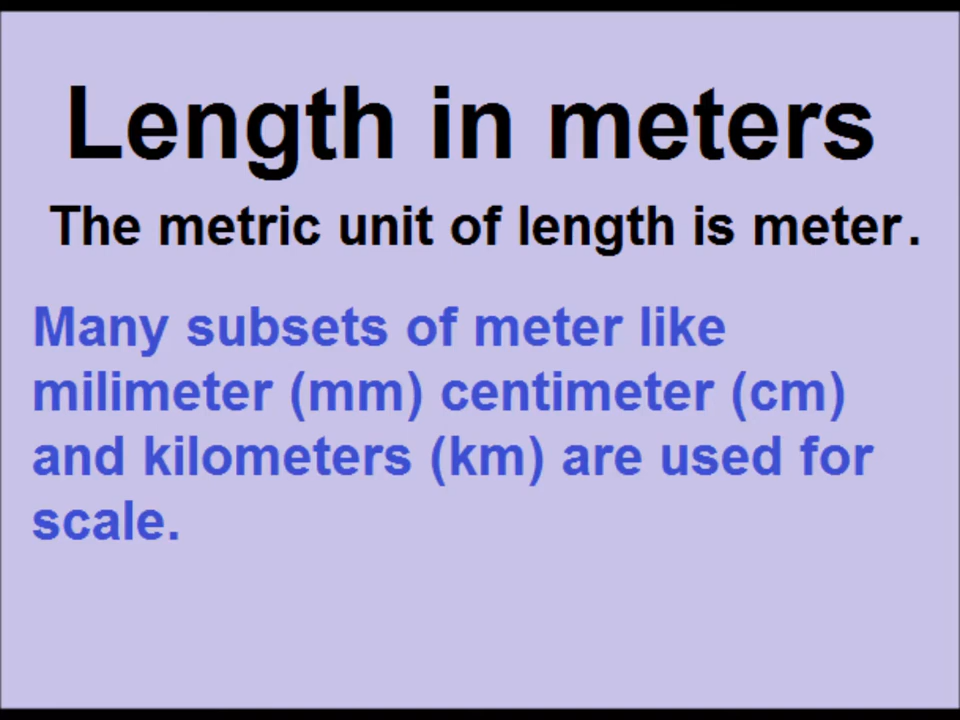 Length in meters
The metric unit of length is meter.
Many subsets of meter like
milimeter (mm) centimeter (cm)
and kilometers (km) are used for
scale.